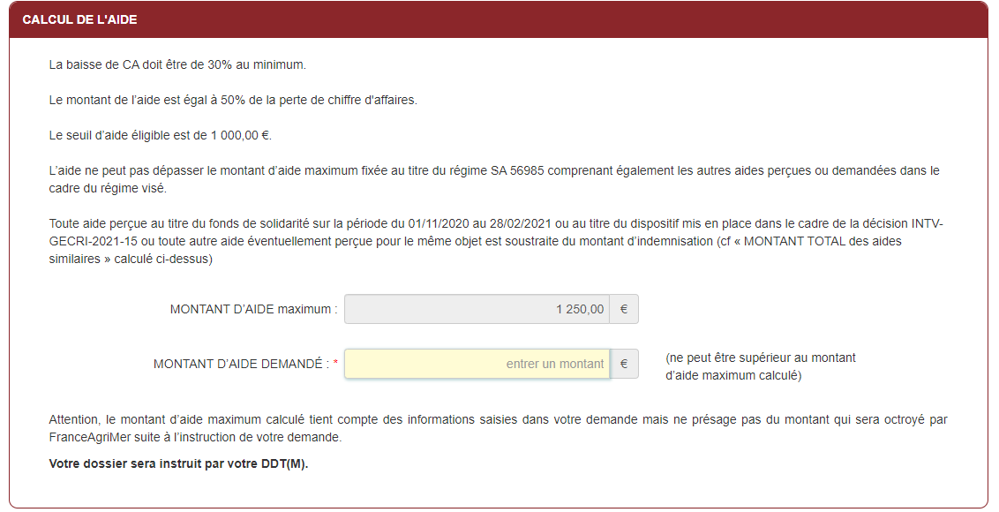 CALCUL DE L'AIDE
La baisse de CA doit être de 30% au minimum.
Le montant de l'aide est égal à 50% de la perte de chiffre d'affaires.
Le seuil d'aide éligible est de 1 000,00 €.
L'aide ne peut pas dépasser le montant d'aide maximum fixée au titre du régime SA 56985 comprenant également les autres aides perçues ou demandées dans le
cadre du régime visé.
Toute aide perçue au titre du fonds de solidarité sur la période du 01/11/2020 au 28/02/2021 ou au titre du dispositif mis en place dans le cadre de la décision INTV-
GECRI-2021-15 ou toute autre aide éventuellement perçue pour le même objet est soustraite du montant d'indemnisation (cf « MONTANT TOTAL des aides
similaires » calculé ci-dessus)
MONTANT D'AIDE maximum : 1 250,00 €
MONTANT D'AIDE DEMANDÉ : * entrer un montant € (ne peut être supérieur au montant
d'aide maximum calculé)
Attention, le montant d'aide maximum calculé tient compte des informations saisies dans votre demande mais ne présage pas du montant qui sera octroyé par
FranceAgriMer suite à l'instruction de votre demande.
Votre dossier sera instruit par votre DDT(M).